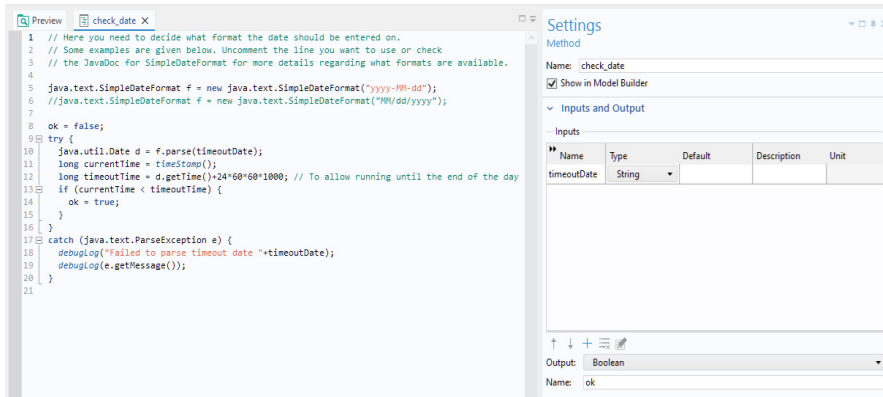 Preview check_date
1 // Here you need to decide what format the date should be entered on.
2 // Some examples are given below. Uncomment the line you want to use or check
3 // the JavaDoc for SimpleDateFormat for more details regarding what formats are available.
4
5 java.text.SimpleDateFormat f = new java.text.SimpleDateFormat("yyyy-MM-dd");
6 //java.text.SimpleDateFormat f = new java.text.SimpleDateFormat("MM/dd/yyyy");
7
8 ok = false;
9 try {
10 java.util.Date d = f.parse(timeoutDate);
11 long currentTime = timeStamp();
12 long timeoutTime = d.getTime()+24*60*60*1000; // To allow running until the end of the day
13 if (currentTime < timeoutTime) {
14 ok = true;
15 }
16 }
17 catch (java.text.ParseException e) {
18 debugLog("Failed to parse timeout date "+timeoutDate);
19 debugLog(e.getMessage());
20 }
21
Settings
Method
Name: check_date
Show in Model Builder
Inputs and Output
Inputs
Name Type Default Description Unit
timeoutDate String
Output: Boolean
Name: ok